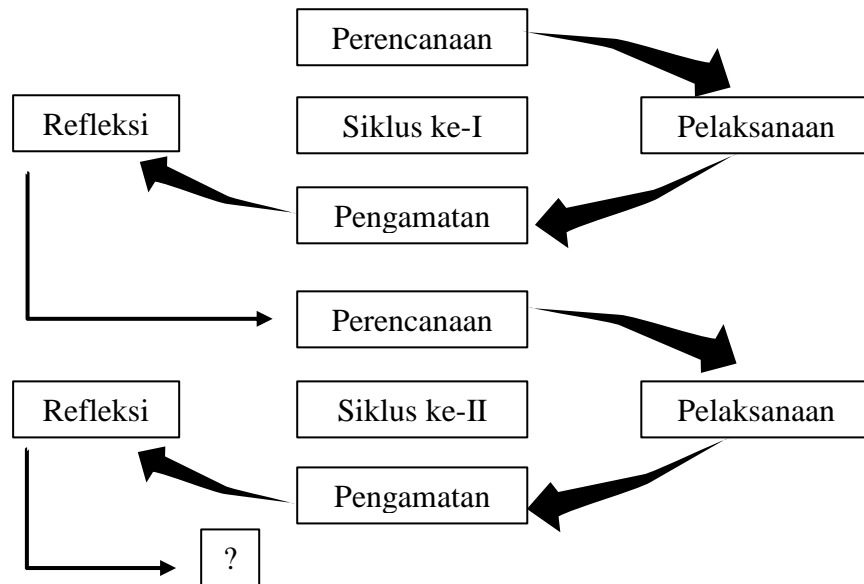 Perencanaan
Refleksi
Siklus ke-I
Pelaksanaan
Pengamatan
Perencanaan
Refleksi
Siklus ke-II
Pelaksanaan
Pengamatan
?